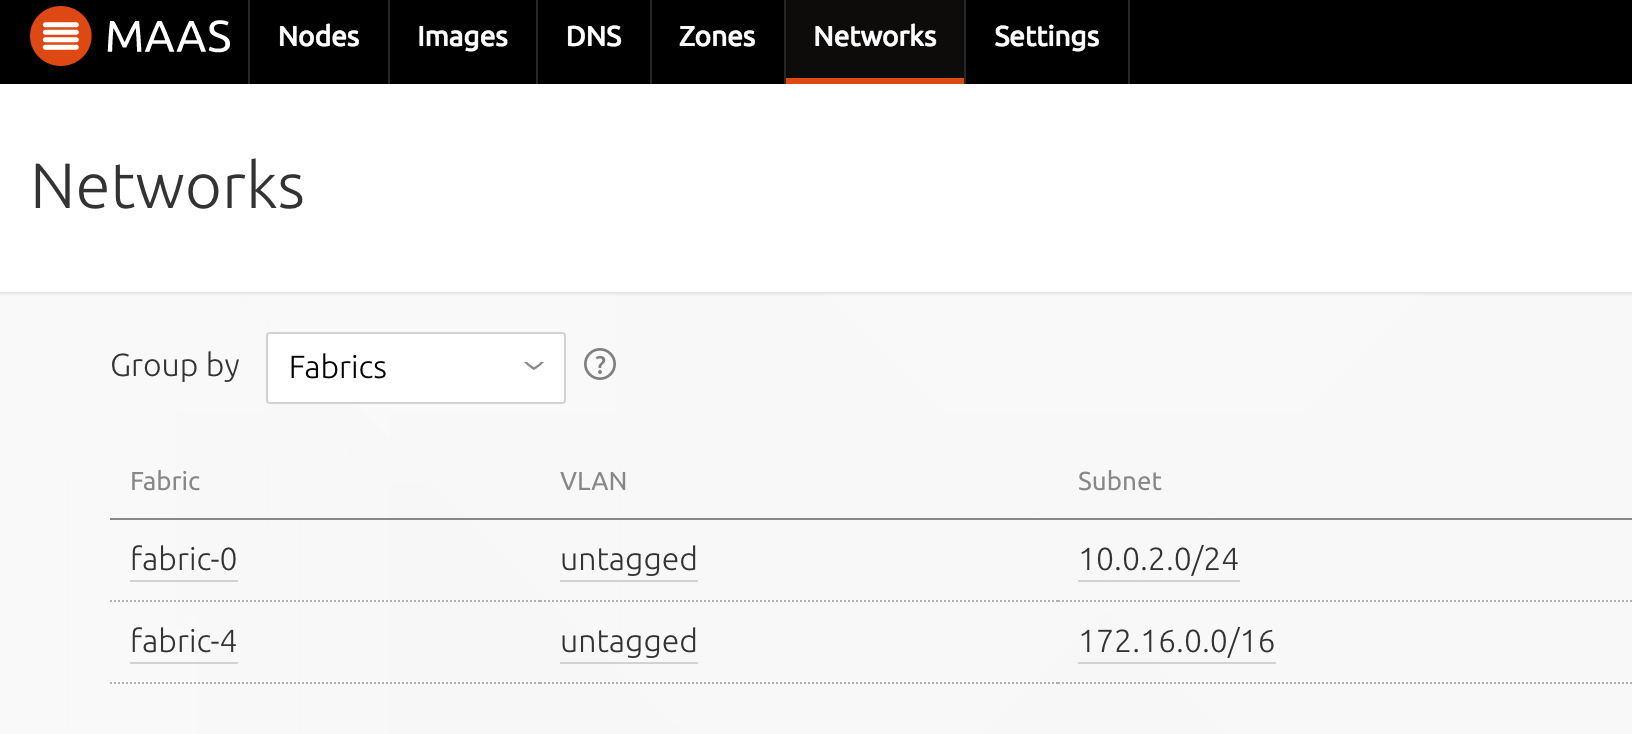 MAAS Nodes Images DNS Zones Networks Settings
Networks
Group by Fabrics ?
Fabric VLAN Subnet
fabric-0 untagged 10.0.2.0/24
fabric-4 untagged 172.16.0.0/16